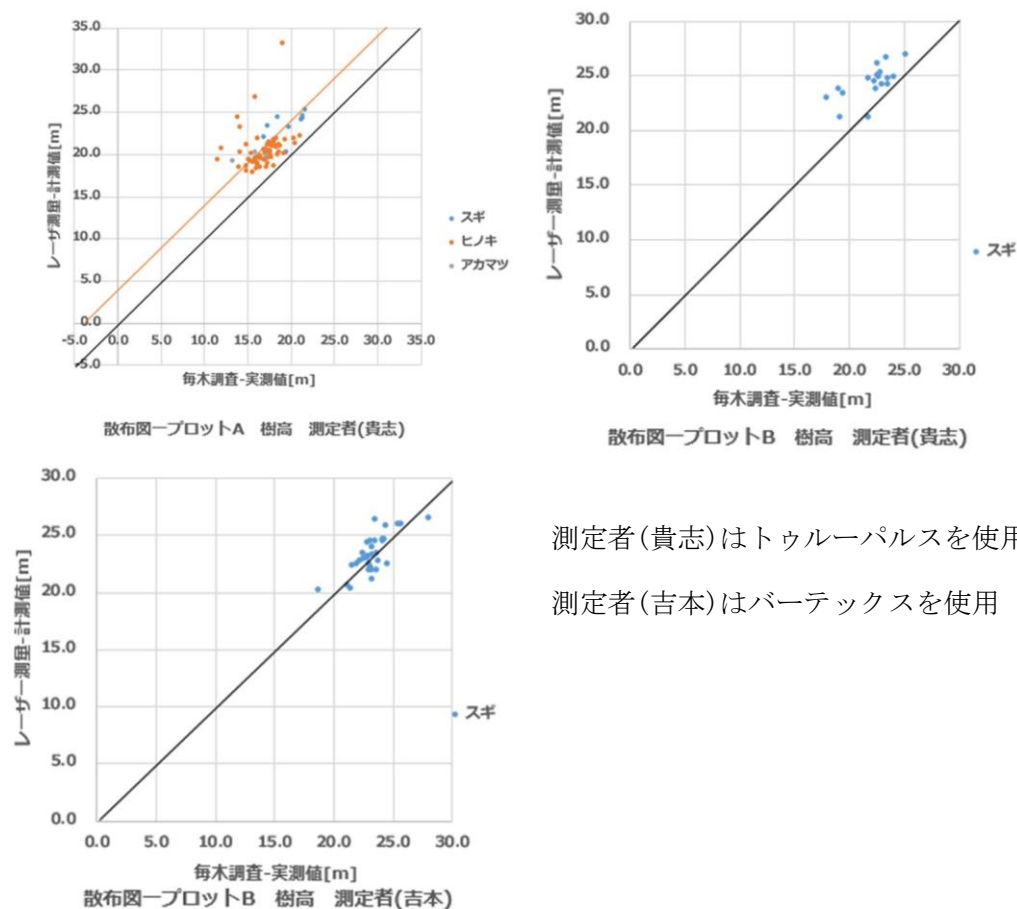 35.0
30.0
25.0
20.0
15.0
10.0
5.0
0.0
-5.0
-5.0 0.0 5.0 10.0 15.0 20.0 25.0 30.0 35.0
レーザ測量-計測値[m]
毎木調査-実測値[m]
スギ
ヒノキ
アカマツ
散布図ープロットA 樹高 測定者(貴志)
30.0
25.0
20.0
15.0
10.0
5.0
0.0
0.0 5.0 10.0 15.0 20.0 25.0 30.0
レーザー測量-計測値[m]
毎木調査-実測値[m]
スギ
散布図ープロットB 樹高 測定者(貴志)
30.0
25.0
20.0
15.0
10.0
5.0
0.0
0.0 5.0 10.0 15.0 20.0 25.0 30.0
レーザー測量-計測値[m]
毎木調査-実測値[m]
スギ
散布図ープロットB 樹高 測定者(吉本)
測定者(貴志)はトゥルーパルスを使用
測定者(吉本)はバーテックスを使用